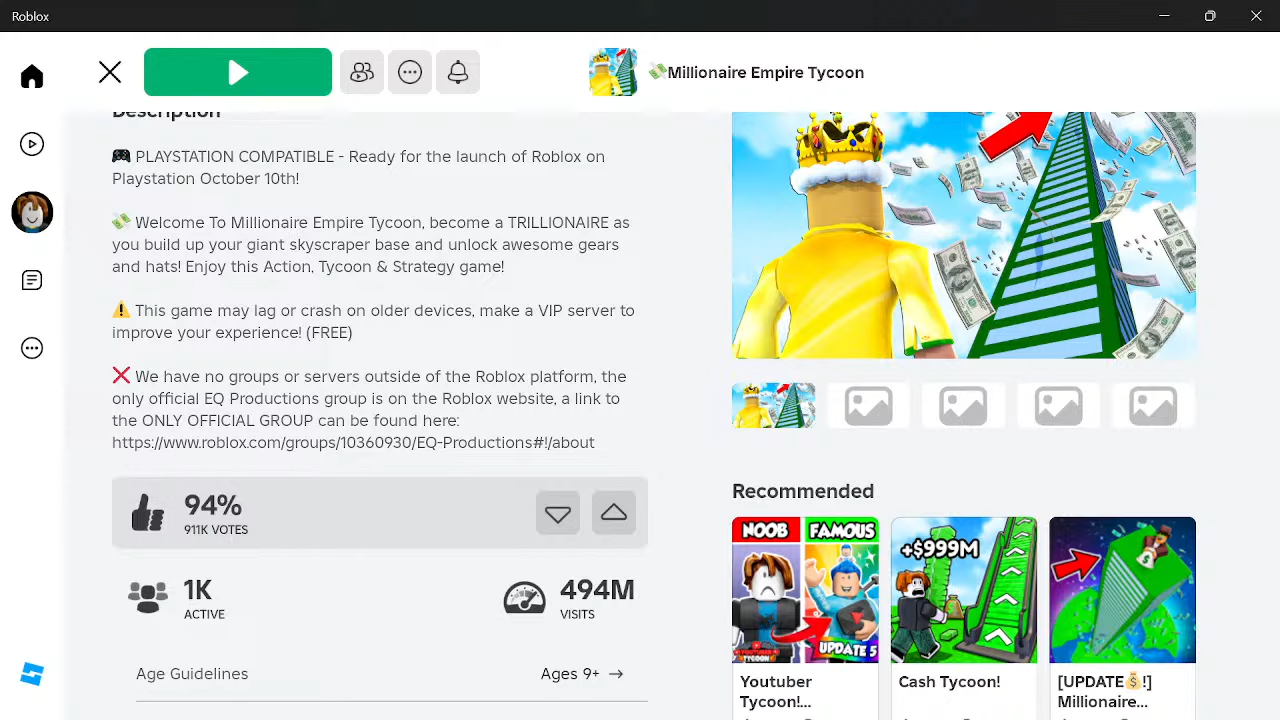 Roblox
💸Millionaire Empire Tycoon
Description
🎮 PLAYSTATION COMPATIBLE - Ready for the launch of Roblox on
Playstation October 10th!
💸 Welcome To Millionaire Empire Tycoon, become a TRILLIONAIRE as
you build up your giant skyscraper base and unlock awesome gears
and hats! Enjoy this Action, Tycoon & Strategy game!
⚠️ This game may lag or crash on older devices, make a VIP server to
improve your experience! (FREE)
❌ We have no groups or servers outside of the Roblox platform, the
only official EQ Productions group is on the Roblox website, a link to
the ONLY OFFICIAL GROUP can be found here:
https://www.roblox.com/groups/10360930/EQ-Productions#!/about
94%
911K VOTES
1K
ACTIVE
494M
VISITS
Age Guidelines
Ages 9+ →
Recommended
NOOB FAMOUS
UPDATE 5
Youtuber
Tycoon!...
+$999M
Cash Tycoon!
[UPDATE💰!]
Millionaire...